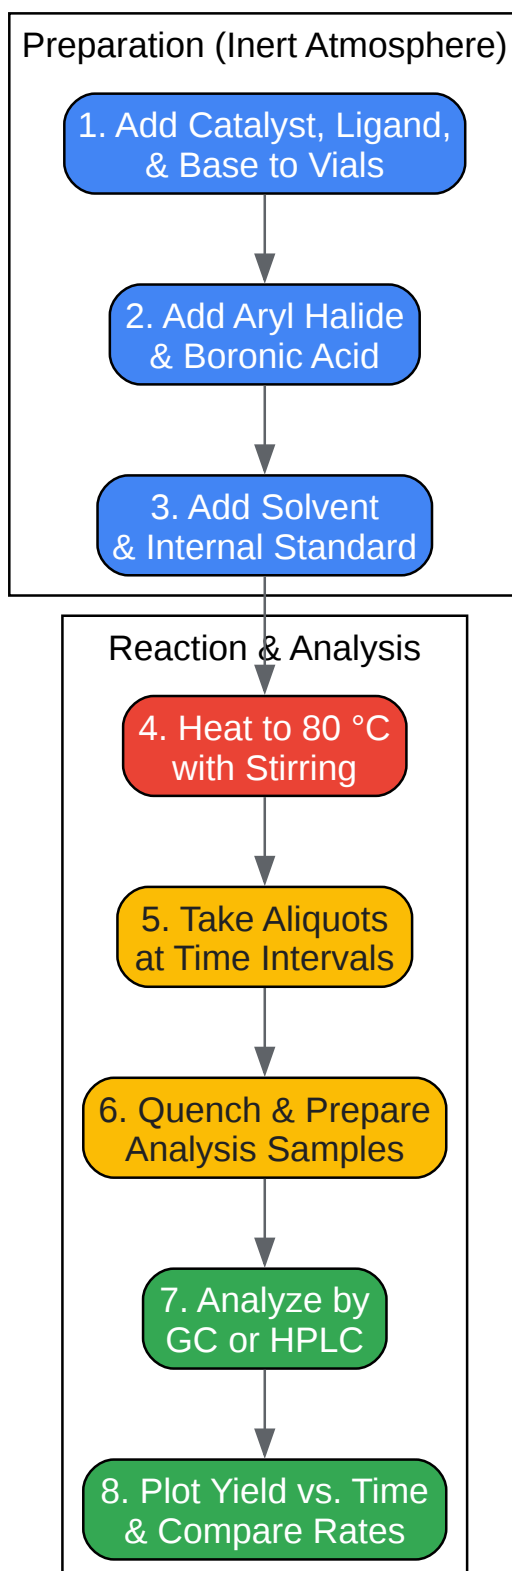 Preparation (Inert Atmosphere)
1. Add Catalyst, Ligand,
& Base to Vials
2. Add Aryl Halide
& Boronic Acid
3. Add Solvent
& Internal Standard
Reaction & Analysis
4. Heat to 80 °C
with Stirring
5. Take Aliquots
at Time Intervals
6. Quench & Prepare
Analysis Samples
7. Analyze by
GC or HPLC
8. Plot Yield vs. Time
& Compare Rates